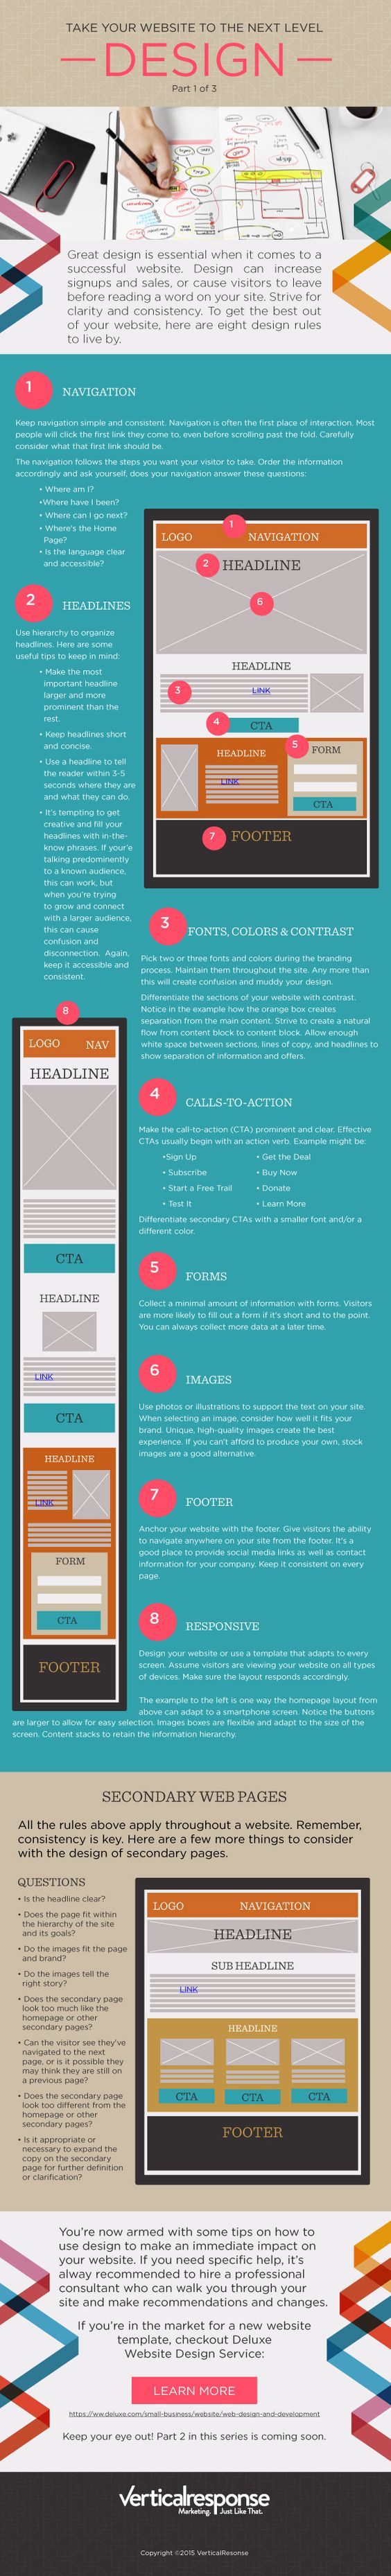 TAKE YOUR WEBSITE TO THE NEXT LEVEL
DESIGN
Part 1 of 3
Great design is essential when it comes to a
successful website. Design can increase
signups and sales, or cause visitors to leave
before reading a word on your site. Strive for
clarity and consistency. To get the best out
of your website, here are eight design rules
to live by.
1
NAVIGATION
Keep navigation simple and consistent. Navigation is often the first place of interaction. Most
people will click the first link they come to, even before scrolling past the fold. Carefully
consider what that first link should be.
The navigation follows the steps you want your visitor to take. Order the information
accordingly and ask yourself, does your navigation answer these questions:
• Where am I?
•Where have I been?
• Where can I go next?
• Where's the Home
Page?
• Is the language clear
and accessible?
2
HEADLINES
Use hierarchy to organize
headlines. Here are some
useful tips to keep in mind:
• Make the most
important headline
larger and more
prominent than the
rest.
• Keep headlines short
and concise.
• Use a headline to tell
the reader within 3-5
seconds where they are
and what they can do.
• It's tempting to get
creative and fill your
headlines with in-the-
know phrases. If your'e
talking predominently
to a known audience,
this can work, but
when you're trying
to grow and connect
with a larger audience,
this can cause
confusion and
disconnection. Again,
keep it accessible and
consistent.
1
LOGO NAVIGATION
2 HEADLINE
6
HEADLINE
3
LINK
4
CTA
5
HEADLINE
FORM
LINK
CTA
7 FOOTER
3
FONTS, COLORS & CONTRAST
Pick two or three fonts and colors during the branding
process. Maintain them throughout the site. Any more than
this will create confusion and muddy your design.
Differentiate the sections of your website with contrast.
Notice in the example how the orange box creates
separation from the main content. Strive to create a natural
flow from content block to content block. Allow enough
white space between sections, lines of copy, and headlines to
show separation of information and offers.
8
LOGO NAV
HEADLINE
CTA
HEADLINE
LINK
CTA
HEADLINE
LINK
FORM
CTA
FOOTER
4
CALLS-TO-ACTION
Make the call-to-action (CTA) prominent and clear. Effective
CTAs usually begin with an action verb. Example might be:
•Sign Up • Get the Deal
• Subscribe • Buy Now
• Start a Free Trail • Donate
• Test It • Learn More
Differentiate secondary CTAs with a smaller font and/or a
different color.
5
FORMS
Collect a minimal amount of information with forms. Visitors
are more likely to fill out a form if it's short and to the point.
You can always collect more data at a later time.
6
IMAGES
Use photos or illustrations to support the text on your site.
When selecting an image, consider how well it fits your
brand. Unique, high-quality images create the best
experience. If you can't afford to produce your own, stock
images are a good alternative.
7
FOOTER
Anchor your website with the footer. Give visitors the ability
to navigate anywhere on your site from the footer. It's a
good place to provide social media links as well as contact
information for your company. Keep it consistent on every
page.
8
RESPONSIVE
Design your website or use a template that adapts to every
screen. Assume visitors are viewing your website on all types
of devices. Make sure the layout responds accordingly.
The example to the left is one way the homepage layout from
above can adapt to a smartphone screen. Notice the buttons
are larger to allow for easy selection. Images boxes are flexible and adapt to the size of the
screen. Content stacks to retain the information hierarchy.
SECONDARY WEB PAGES
All the rules above apply throughout a website. Remember,
consistency is key. Here are a few more things to consider
with the design of secondary pages.
QUESTIONS
• Is the headline clear?
• Does the page fit within
the hierarchy of the site
and its goals?
• Do the images fit the page
and brand?
• Do the images tell the
right story?
• Does the secondary page
look too much like the
homepage or other
secondary pages?
• Can the visitor see they've
navigated to the next
page, or is it possible they
may think they are still on
a previous page?
• Does the secondary page
look too different from the
homepage or other
secondary pages?
• Is it appropriate or
necessary to expand the
copy on the secondary
page for further definition
or clarification?
LOGO NAVIGATION
HEADLINE
SUB HEADLINE
LINK
HEADLINE
CTA CTA CTA
FOOTER
You're now armed with some tips on how to
use design to make an immediate impact on
your website. If you need specific help, it's
alway recommended to hire a professional
consultant who can walk you through your
site and make recommendations and changes.
If you're in the market for a new website
template, checkout Deluxe
Website Design Service:
LEARN MORE
https://ww.deluxe.com/small-business/website/web-design-and-development
Keep your eye out! Part 2 in this series is coming soon.
verticalresponse
Marketing. Just Like That.
Copyright ©2015 VerticalResonse